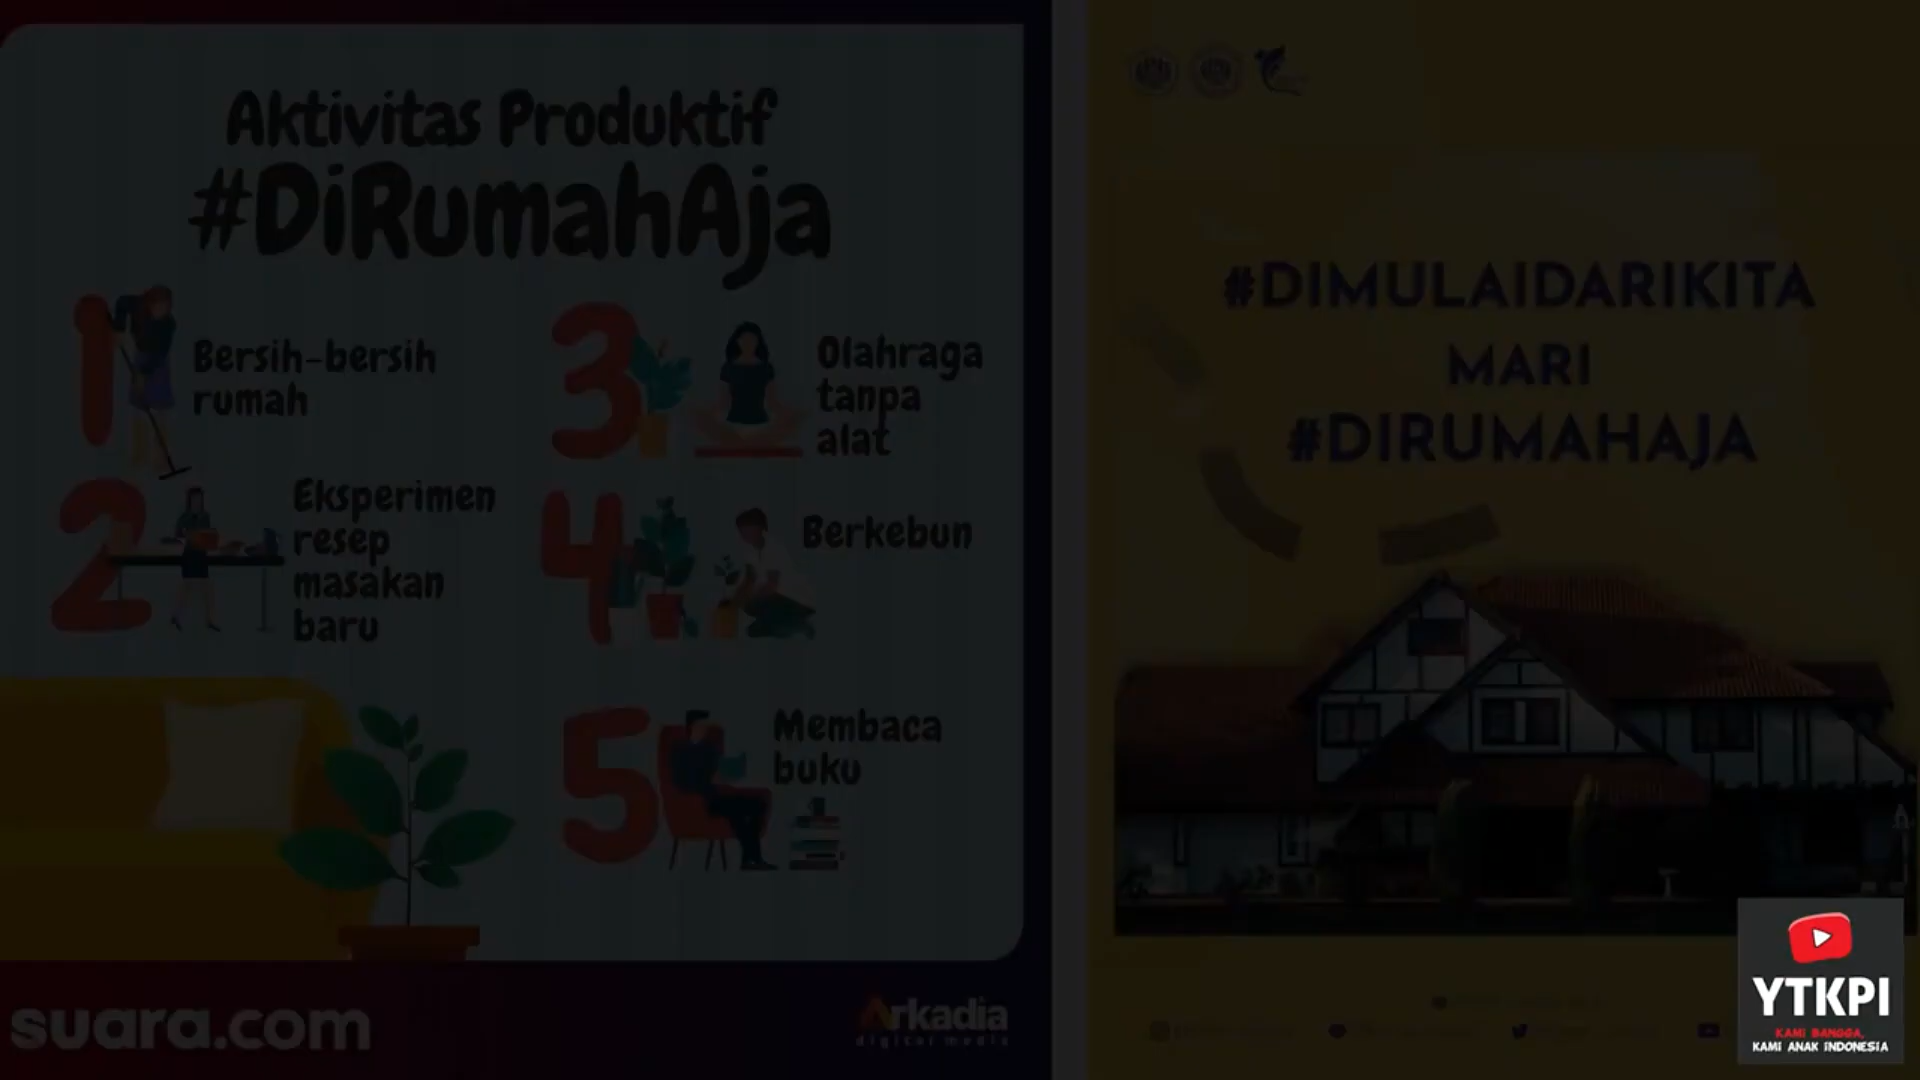 Aktivitas Produktif
#DiRumahAja
1
Bersih-bersih
rumah
2
Eksperimen
resep
masakan
baru
3
Olahraga
tanpa
alat
4
Berkebun
5
Membaca
buku
suara.com
Arkadia
digital media
#DIMULAIDARIKITA
MARI
#DIRUMAHAJA
YTKPI
KAMI BANGGA,
KAMI ANAK INDONESIA